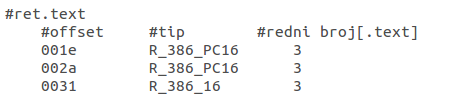 #ret.text
#offset #tip #redni broj[.text]
001e R_386_PC16 3
002a R_386_PC16 3
0031 R_386_16 3